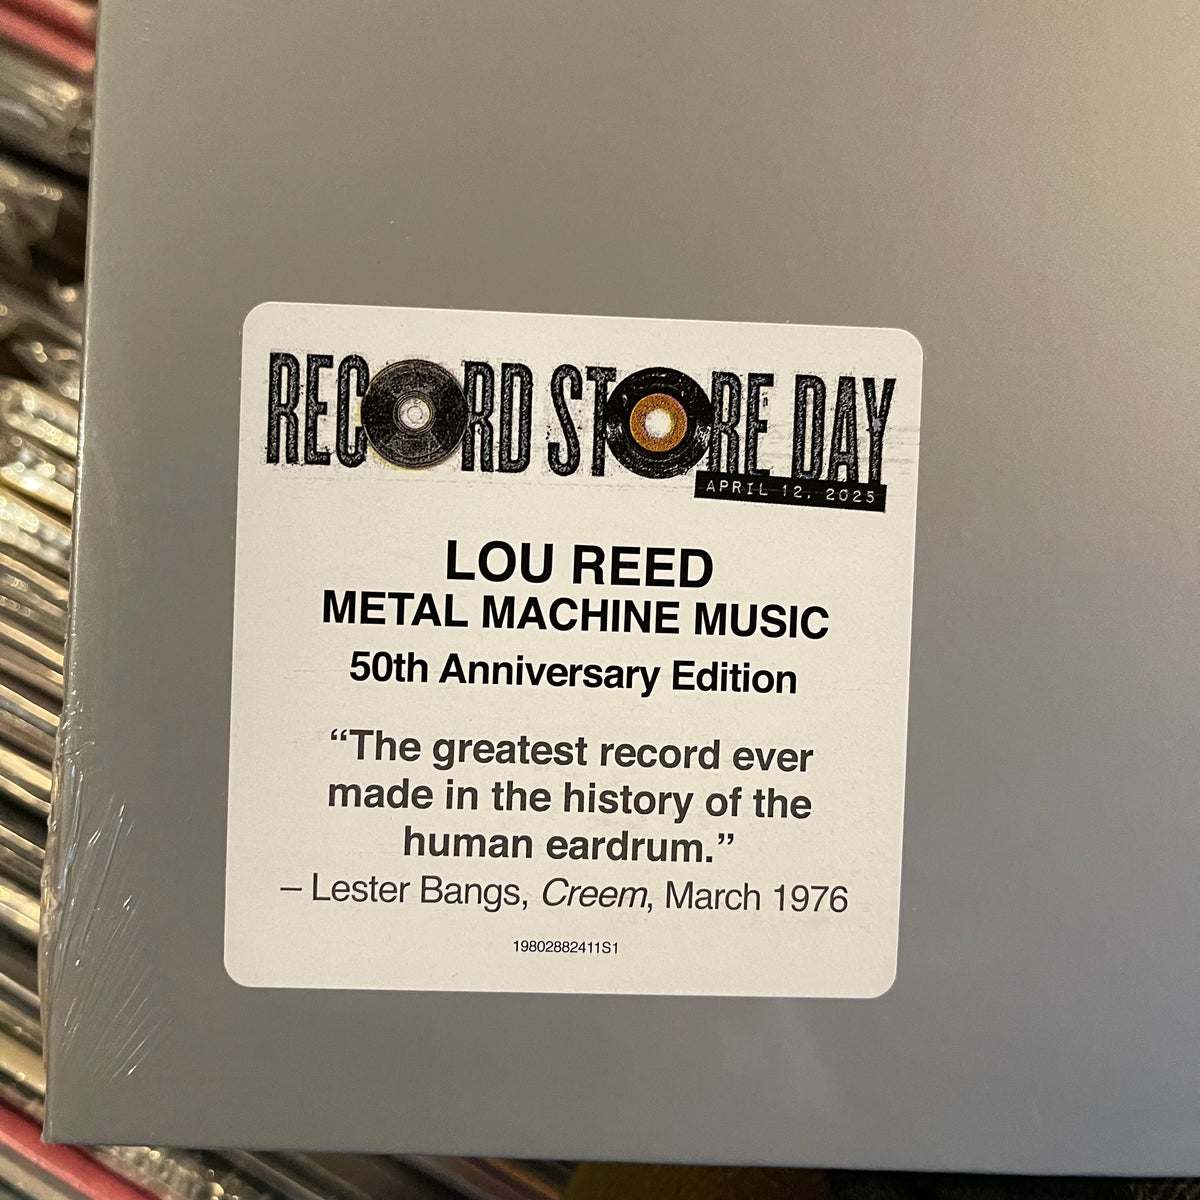 RECORD STORE DAY
APRIL 12, 2025
LOU REED
METAL MACHINE MUSIC
50th Anniversary Edition
“The greatest record ever
made in the history of the
human eardrum.”
– Lester Bangs, Creem, March 1976
19802882411S1